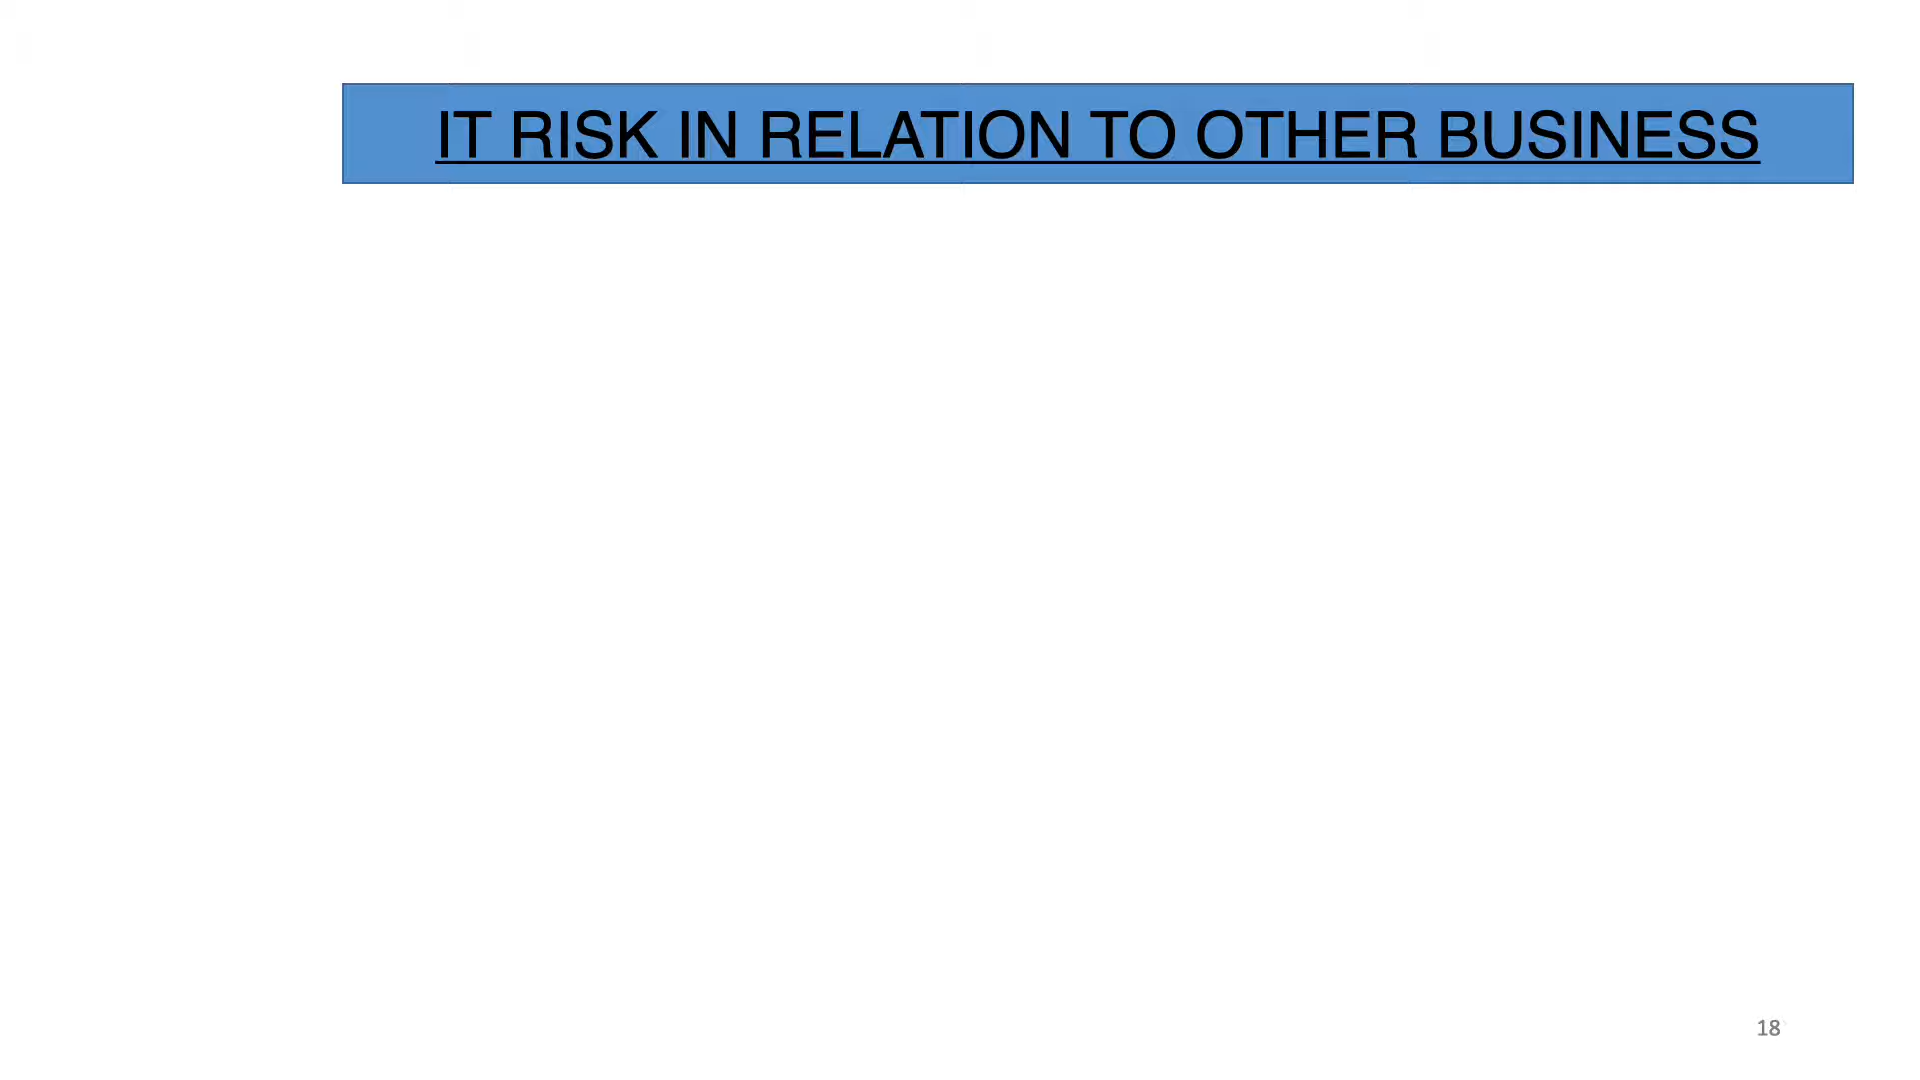 IT RISK IN RELATION TO OTHER BUSINESS
18